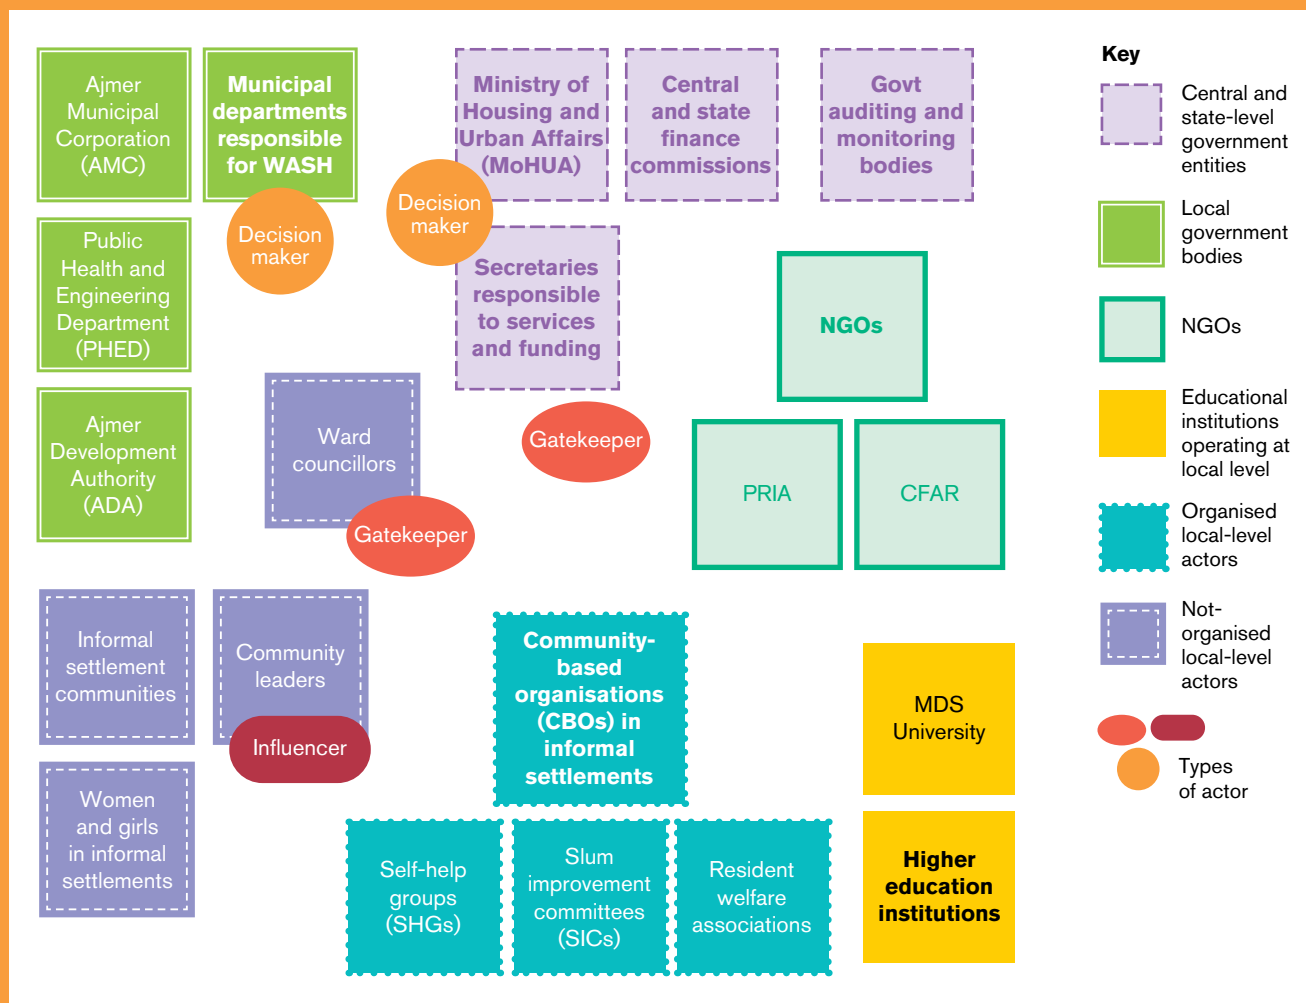 Ajmer
Municipal
Corporation
(AMC)
Municipal
departments
responsible
for WASH
Decision
maker
Ministry of
Housing and
Urban Affairs
(MoHUA)
Decision
maker
Central
and state
finance
commissions
Govt
auditing and
monitoring
bodies
Public
Health and
Engineering
Department
(PHED)
Secretaries
responsible
to services
and funding
Gatekeeper
NGOs
PRIA
CFAR
Ajmer
Development
Authority
(ADA)
Ward
councillors
Gatekeeper
Informal
settlement
communities
Community
leaders
Influencer
Women
and girls
in informal
settlements
Community-
based
organisations
(CBOs) in
informal
settlements
Self-help
groups
(SHGs)
Slum
improvement
committees
(SICs)
Resident
welfare
associations
MDS
University
Higher
education
institutions
Key
Central and
state-level
government
entities
Local
government
bodies
NGOs
Educational
institutions
operating at
local level
Organised
local-level
actors
Not-
organised
local-level
actors
Types
of actor